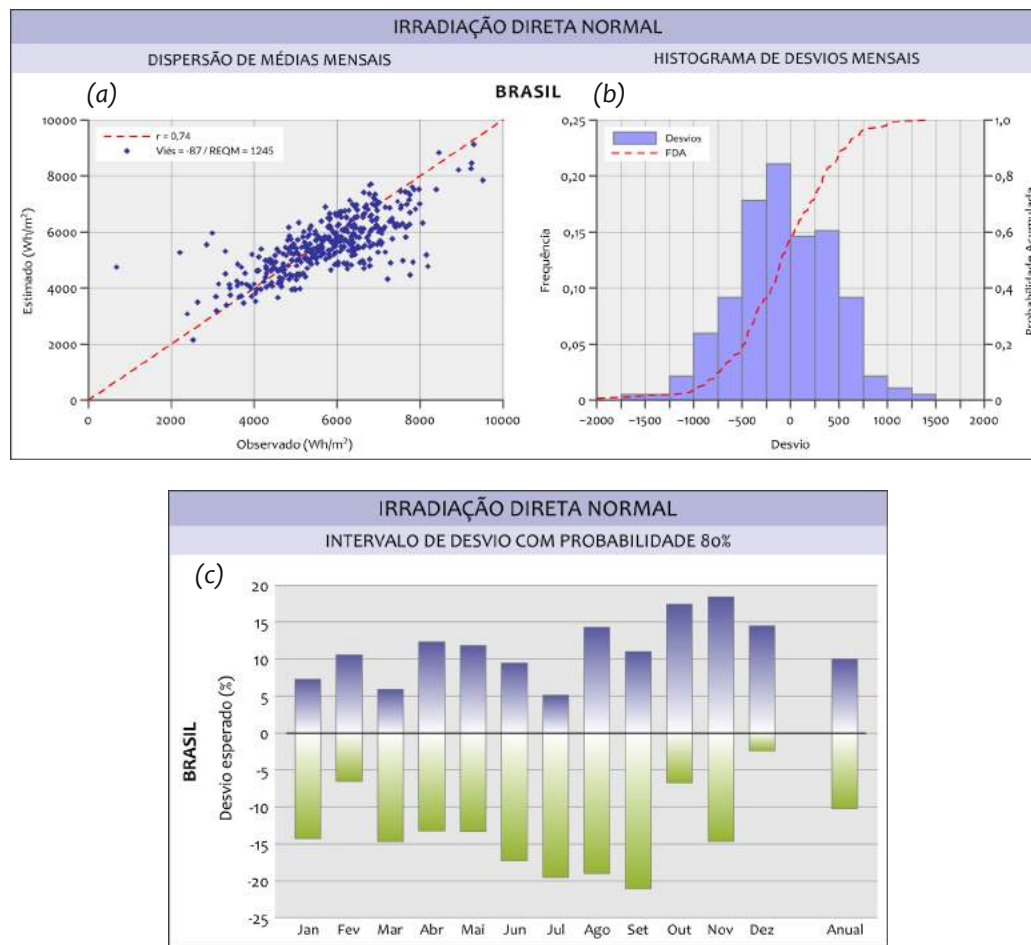 IRRADIAÇÃO DIRETA NORMAL
DISPERSÃO DE MÉDIAS MENSAIS
HISTOGRAMA DE DESVIOS MENSAIS
BRASIL
(a)
r = 0,74
Viés = -87 / REQM = 1245
Estimado (Wh/m²)
10000
8000
6000
4000
2000
0
0 2000 4000 6000 8000 10000
Observado (Wh/m²)
(b)
Desvios
FDA
Frequência
0,25
0,20
0,15
0,10
0,05
0
1,0
0,8
0,6
0,4
0,2
0
Probabilidade Acumulada
−2000 −1000 −500 0 500 1000 1500 2000
Desvio
IRRADIAÇÃO DIRETA NORMAL
INTERVALO DE DESVIO COM PROBABILIDADE 80%
(c)
BRASIL
Desvio esperado (%)
20
15
10
5
0
-5
-10
-15
-20
-25
Jan Fev Mar Abr Mai Jun Jul Ago Set Out Nov Dez Anual